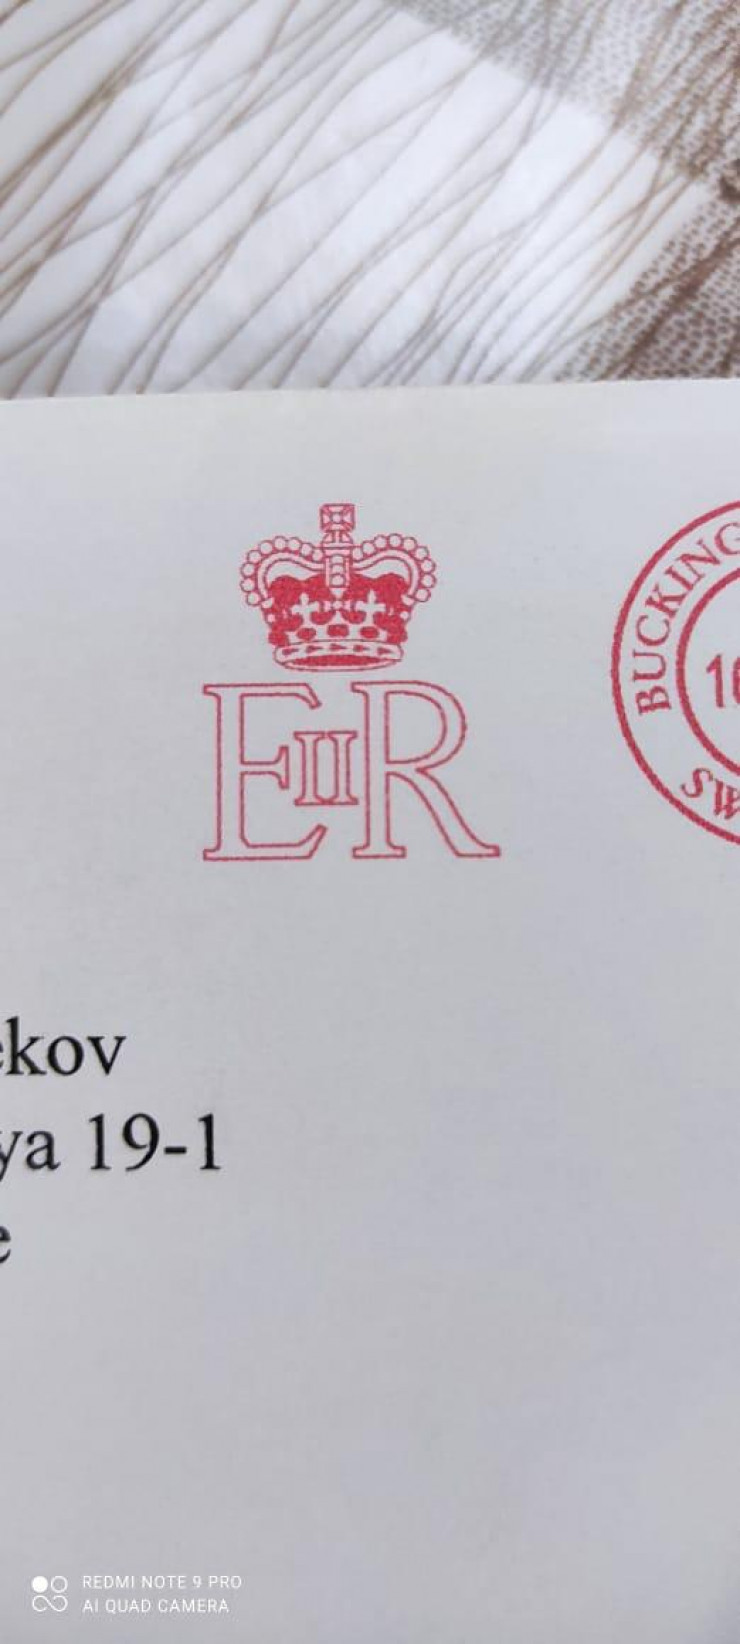 EIIR
BUCKING
16
SW
ekov
ya 19-1
e
REDMI NOTE 9 PRO
AI QUAD CAMERA